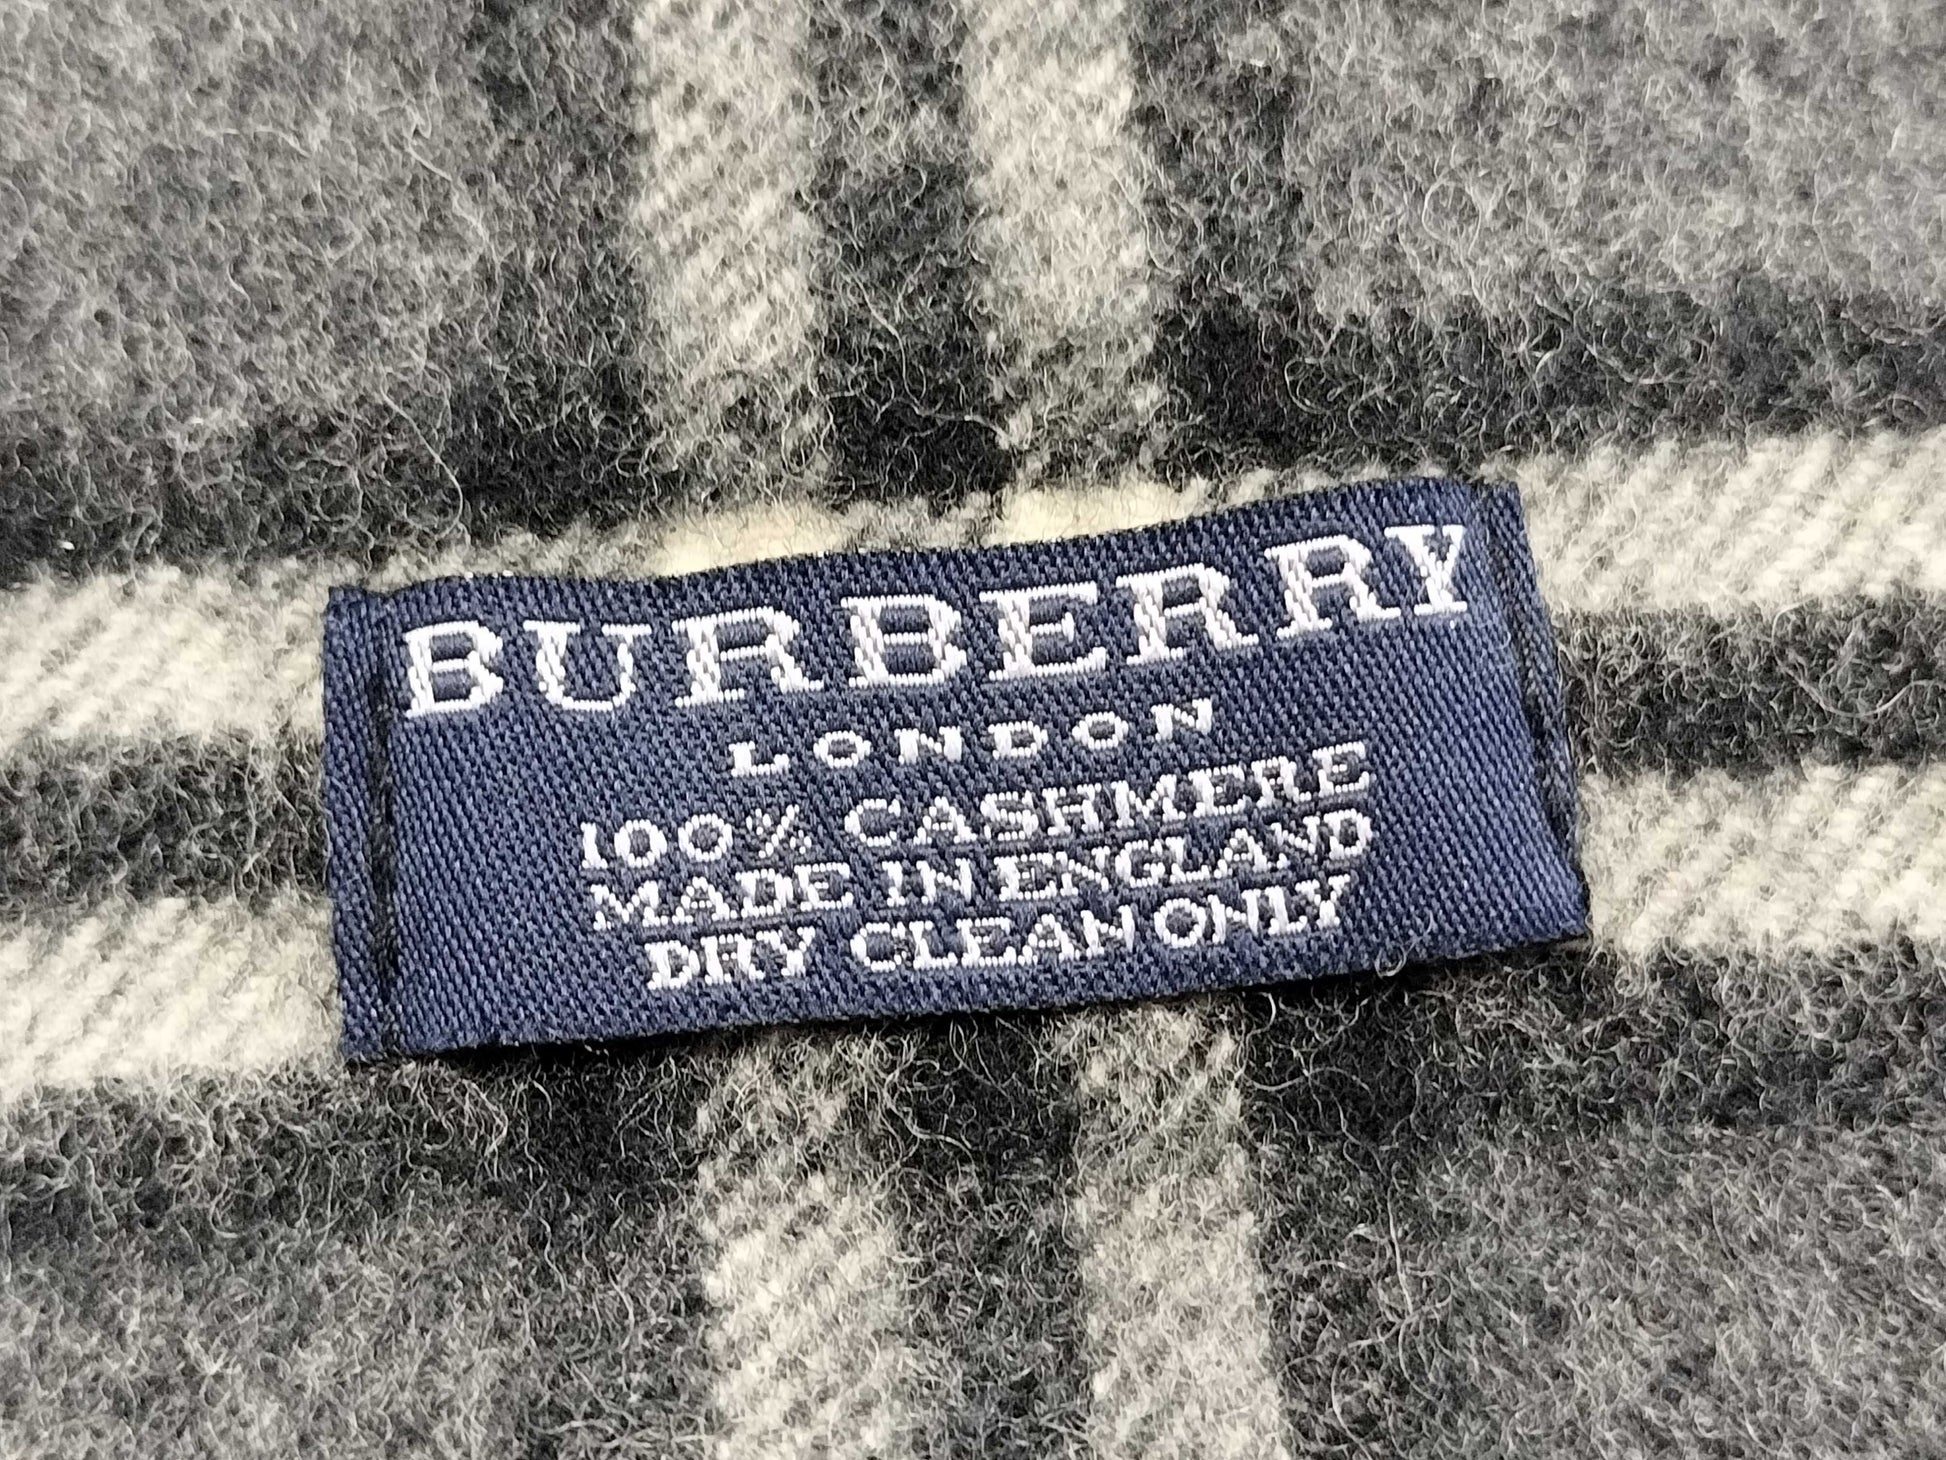 BURBERRY
LONDON
100% CASHMERE
MADE IN ENGLAND
DRY CLEAN ONLY